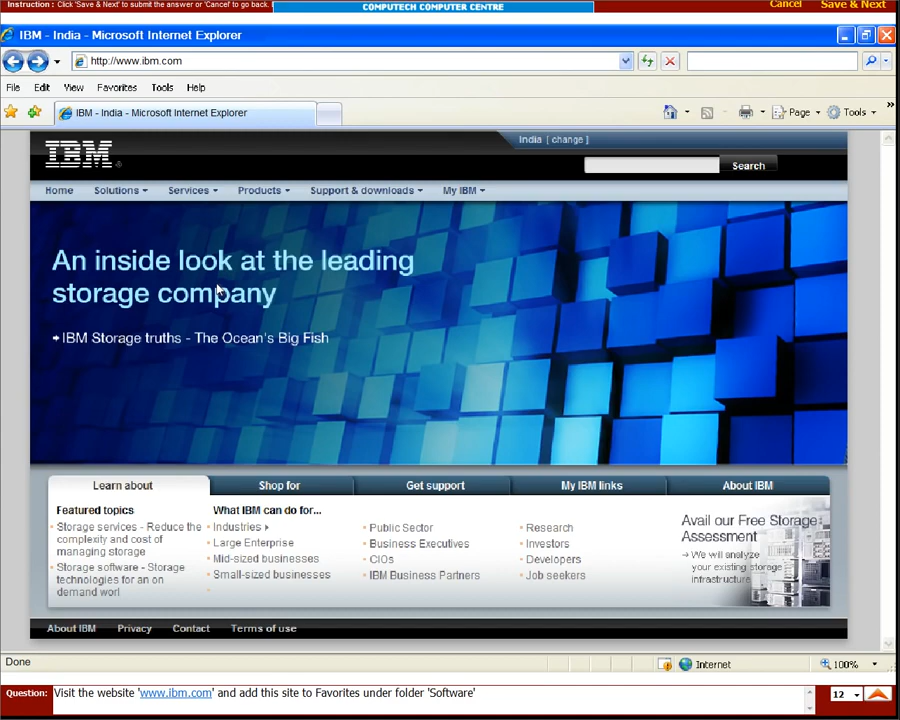 Instruction : Click 'Save & Next' to submit the answer or 'Cancel' to go back. COMPUTECH COMPUTER CENTRE Cancel Save & Next
IBM - India - Microsoft Internet Explorer
http://www.ibm.com
File Edit View Favorites Tools Help
IBM - India - Microsoft Internet Explorer Page Tools
India [ change ]
IBM
Search
Home Solutions Services Products Support & downloads My IBM
An inside look at the leading
storage company
IBM Storage truths - The Ocean's Big Fish
Learn about Shop for Get support My IBM links About IBM
Featured topics
Storage services - Reduce the
complexity and cost of
managing storage
Storage software - Storage
technologies for an on
demand worl
What IBM can do for...
Industries
Large Enterprise
Mid-sized businesses
Small-sized businesses
Public Sector
Business Executives
CIOs
IBM Business Partners
Research
Investors
Developers
Job seekers
Avail our Free Storage
Assessment
We will analyze
your existing storage
infrastructure
About IBM Privacy Contact Terms of use
Done Internet 100%
Question: Visit the website 'www.ibm.com' and add this site to Favorites under folder 'Software' 12